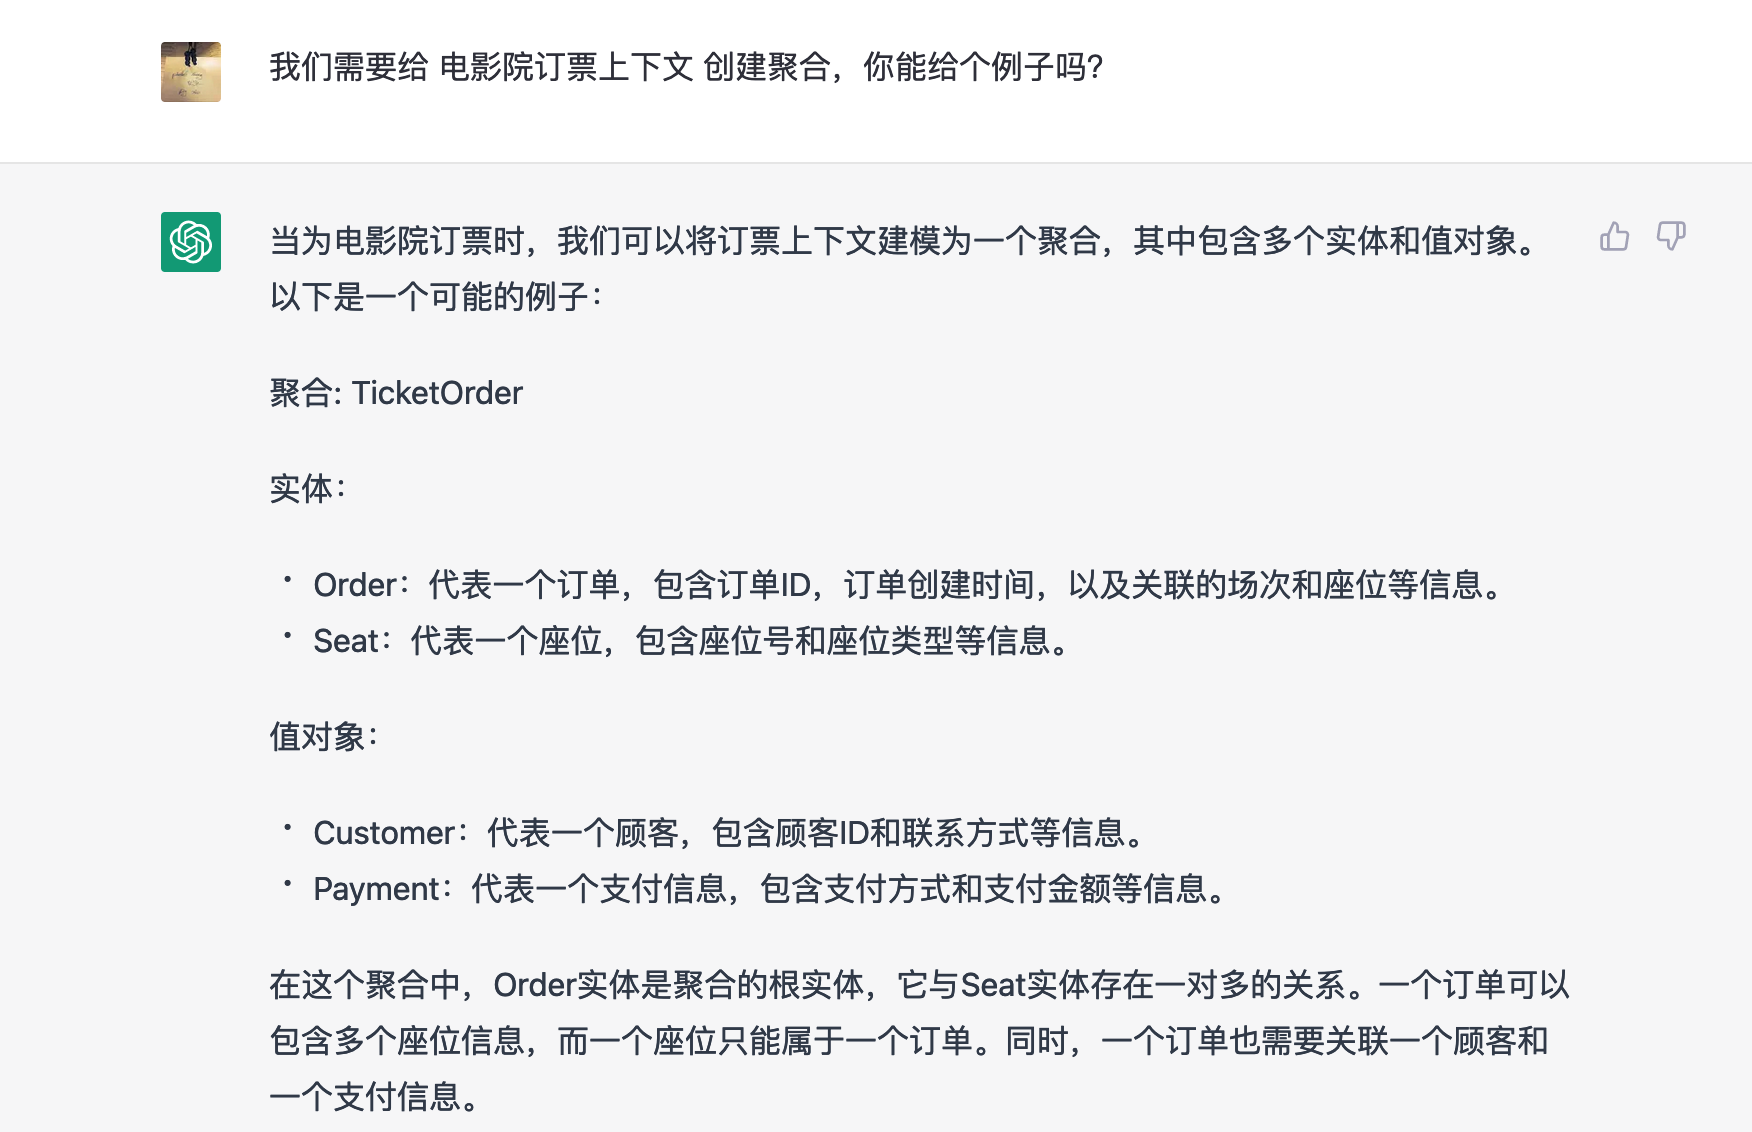 我们需要给 电影院订票上下文 创建聚合，你能给个例子吗？
当为电影院订票时，我们可以将订票上下文建模为一个聚合，其中包含多个实体和值对象。
以下是一个可能的例子：
聚合: TicketOrder
实体：
• Order：代表一个订单，包含订单ID，订单创建时间，以及关联的场次和座位等信息。
• Seat：代表一个座位，包含座位号和座位类型等信息。
值对象：
• Customer：代表一个顾客，包含顾客ID和联系方式等信息。
• Payment：代表一个支付信息，包含支付方式和支付金额等信息。
在这个聚合中，Order实体是聚合的根实体，它与Seat实体存在一对多的关系。一个订单可以
包含多个座位信息，而一个座位只能属于一个订单。同时，一个订单也需要关联一个顾客和
一个支付信息。